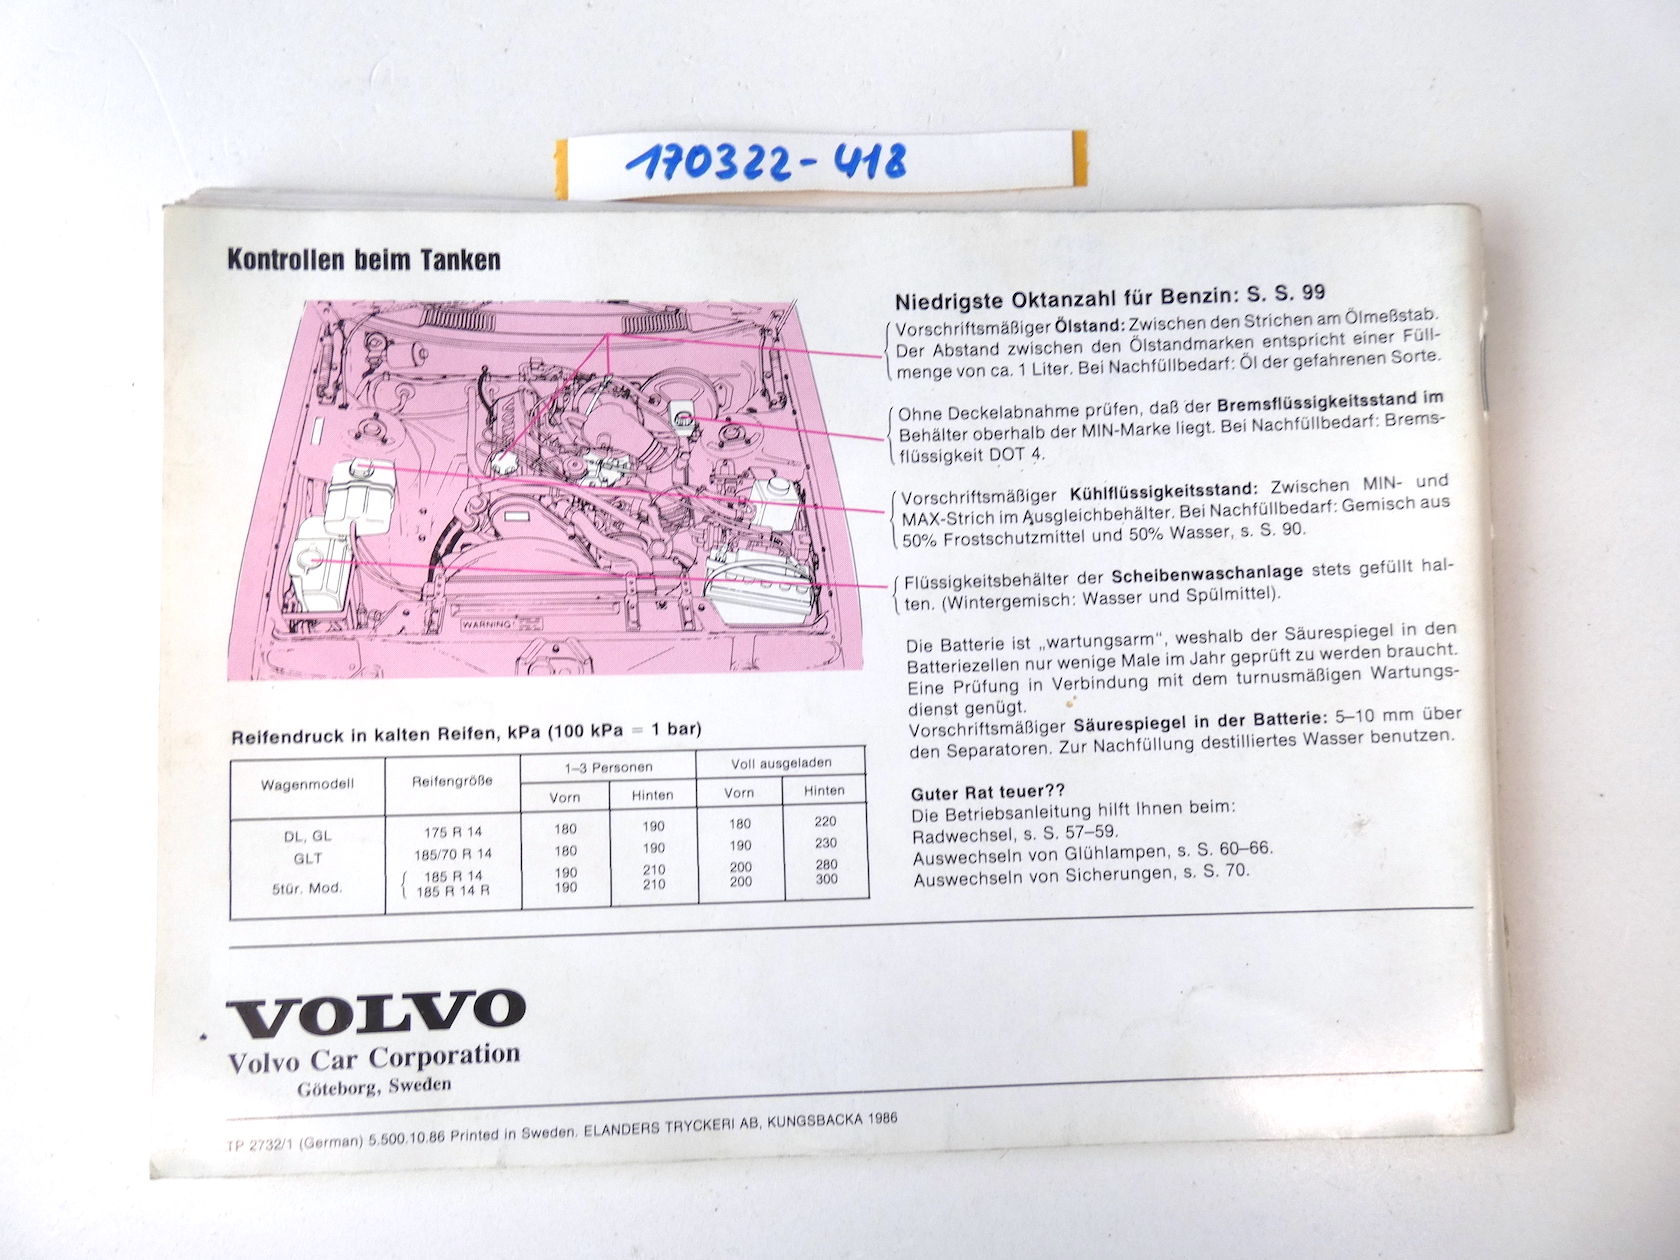 170322-418
Kontrollen beim Tanken
Niedrigste Oktanzahl für Benzin: S. S. 99
Vorschriftsmäßiger Ölstand: Zwischen den Strichen am Ölmeßstab.
Der Abstand zwischen den Ölstandmarken entspricht einer Füll-
menge von ca. 1 Liter. Bei Nachfüllbedarf: Öl der gefahrenen Sorte.
Ohne Deckelabnahme prüfen, daß der Bremsflüssigkeitsstand im
Behälter oberhalb der MIN-Marke liegt. Bei Nachfüllbedarf: Brems-
flüssigkeit DOT 4.
Vorschriftsmäßiger Kühlflüssigkeitsstand: Zwischen MIN- und
MAX-Strich im Ausgleichbehälter. Bei Nachfüllbedarf: Gemisch aus
50% Frostschutzmittel und 50% Wasser, s. S. 90.
Flüssigkeitsbehälter der Scheibenwaschanlage stets gefüllt hal-
ten. (Wintergemisch: Wasser und Spülmittel).
Die Batterie ist „wartungsarm“, weshalb der Säurespiegel in den
Batteriezellen nur wenige Male im Jahr geprüft zu werden braucht.
Eine Prüfung in Verbindung mit dem turnusmäßigen Wartungs-
dienst genügt.
Vorschriftsmäßiger Säurespiegel in der Batterie: 5–10 mm über
den Separatoren. Zur Nachfüllung destilliertes Wasser benutzen.
Guter Rat teuer??
Die Betriebsanleitung hilft Ihnen beim:
Radwechsel, s. S. 57–59.
Auswechseln von Glühlampen, s. S. 60–66.
Auswechseln von Sicherungen, s. S. 70.
VOLVO
WARNING
Reifendruck in kalten Reifen, kPa (100 kPa = 1 bar)
Wagenmodell Reifengröße 1–3 Personen Voll ausgeladen
Vorn Hinten Vorn Hinten
DL, GL 175 R 14 180 190 180 220
GLT 185/70 R 14 180 190 190 230
5tür. Mod. 185 R 14 190 210 200 280
185 R 14 R 190 210 200 300
VOLVO
Volvo Car Corporation
Göteborg, Sweden
TP 2732/1 (German) 5.500.10.86 Printed in Sweden. ELANDERS TRYCKERI AB, KUNGSBACKA 1986